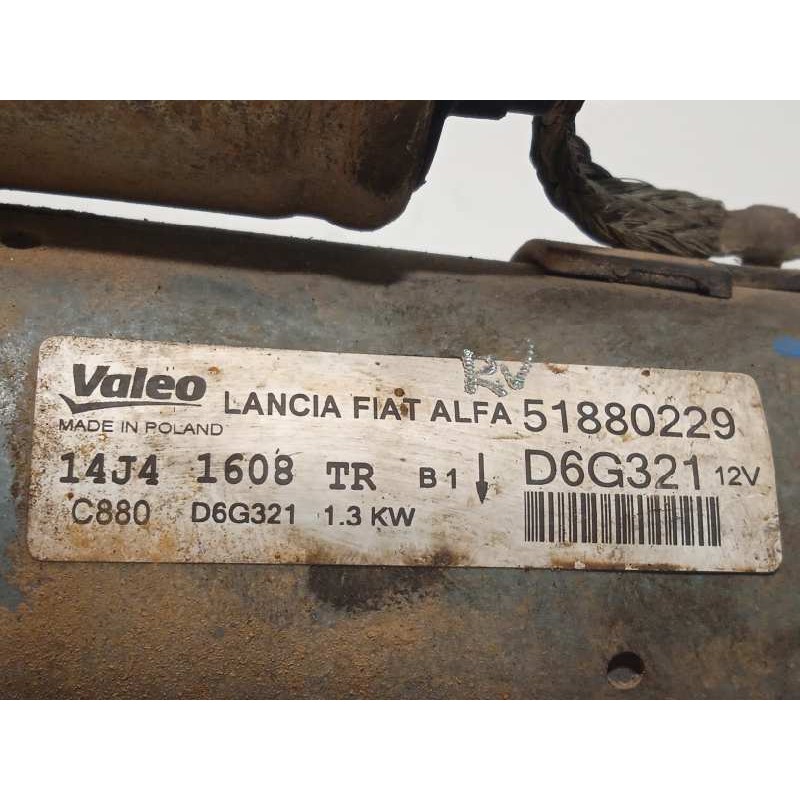 RW
Valeo LANCIA FIAT ALFA 51880229
MADE IN POLAND
14J4 1608 TR B1 D6G321 12V
C880 D6G321 1.3 KW